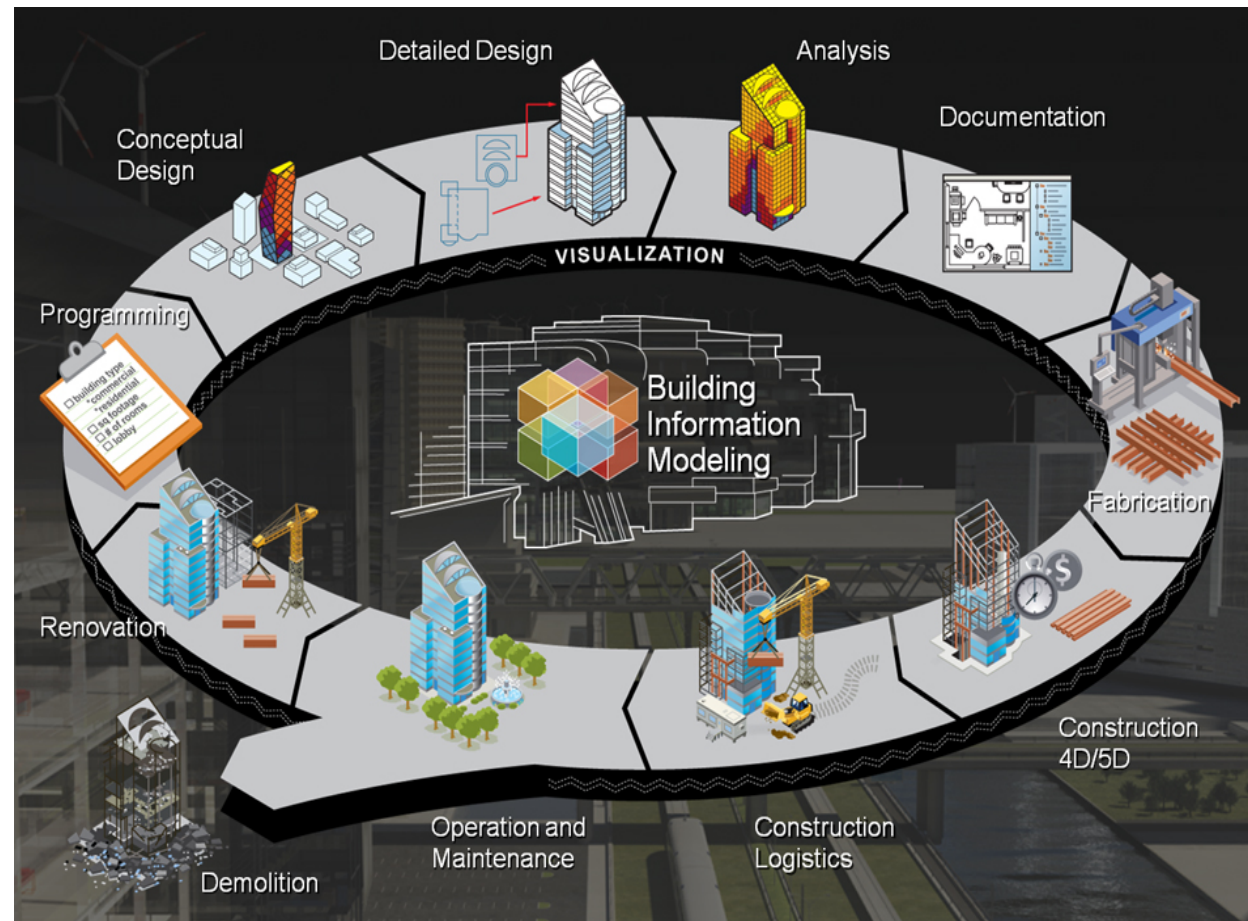 Detailed Design
Analysis
Documentation
Conceptual
Design
VISUALIZATION
Programming
building type
*commercial
*residential
sq footage
# of rooms
lobby
Building
Information
Modeling
Fabrication
$
Renovation
Construction
4D/5D
Operation and
Maintenance
Construction
Logistics
Demolition